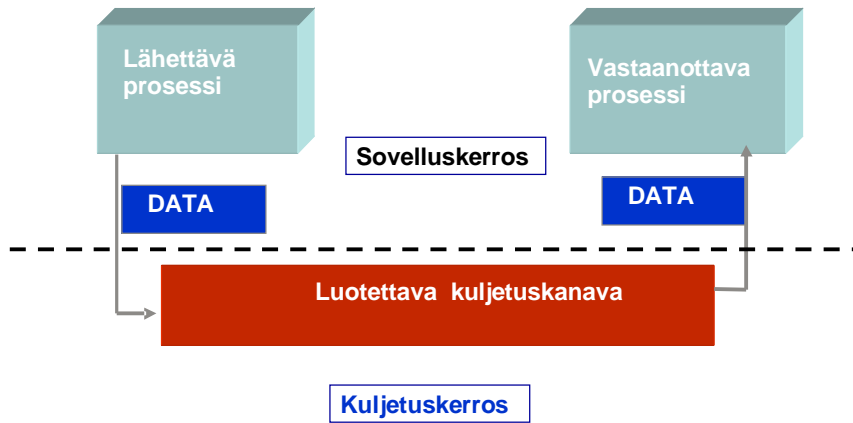 Lähettävä
prosessi
Vastaanottava
prosessi
Sovelluskerros
DATA
DATA
Luotettava kuljetuskanava
Kuljetuskerros